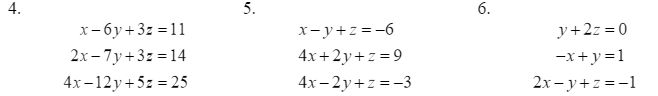 4. 5. 6.
x − 6y + 3z = 11 x − y + z = −6 y + 2z = 0
2x − 7y + 3z = 14 4x + 2y + z = 9 −x + y = 1
4x − 12y + 5z = 25 4x − 2y + z = −3 2x − y + z = −1